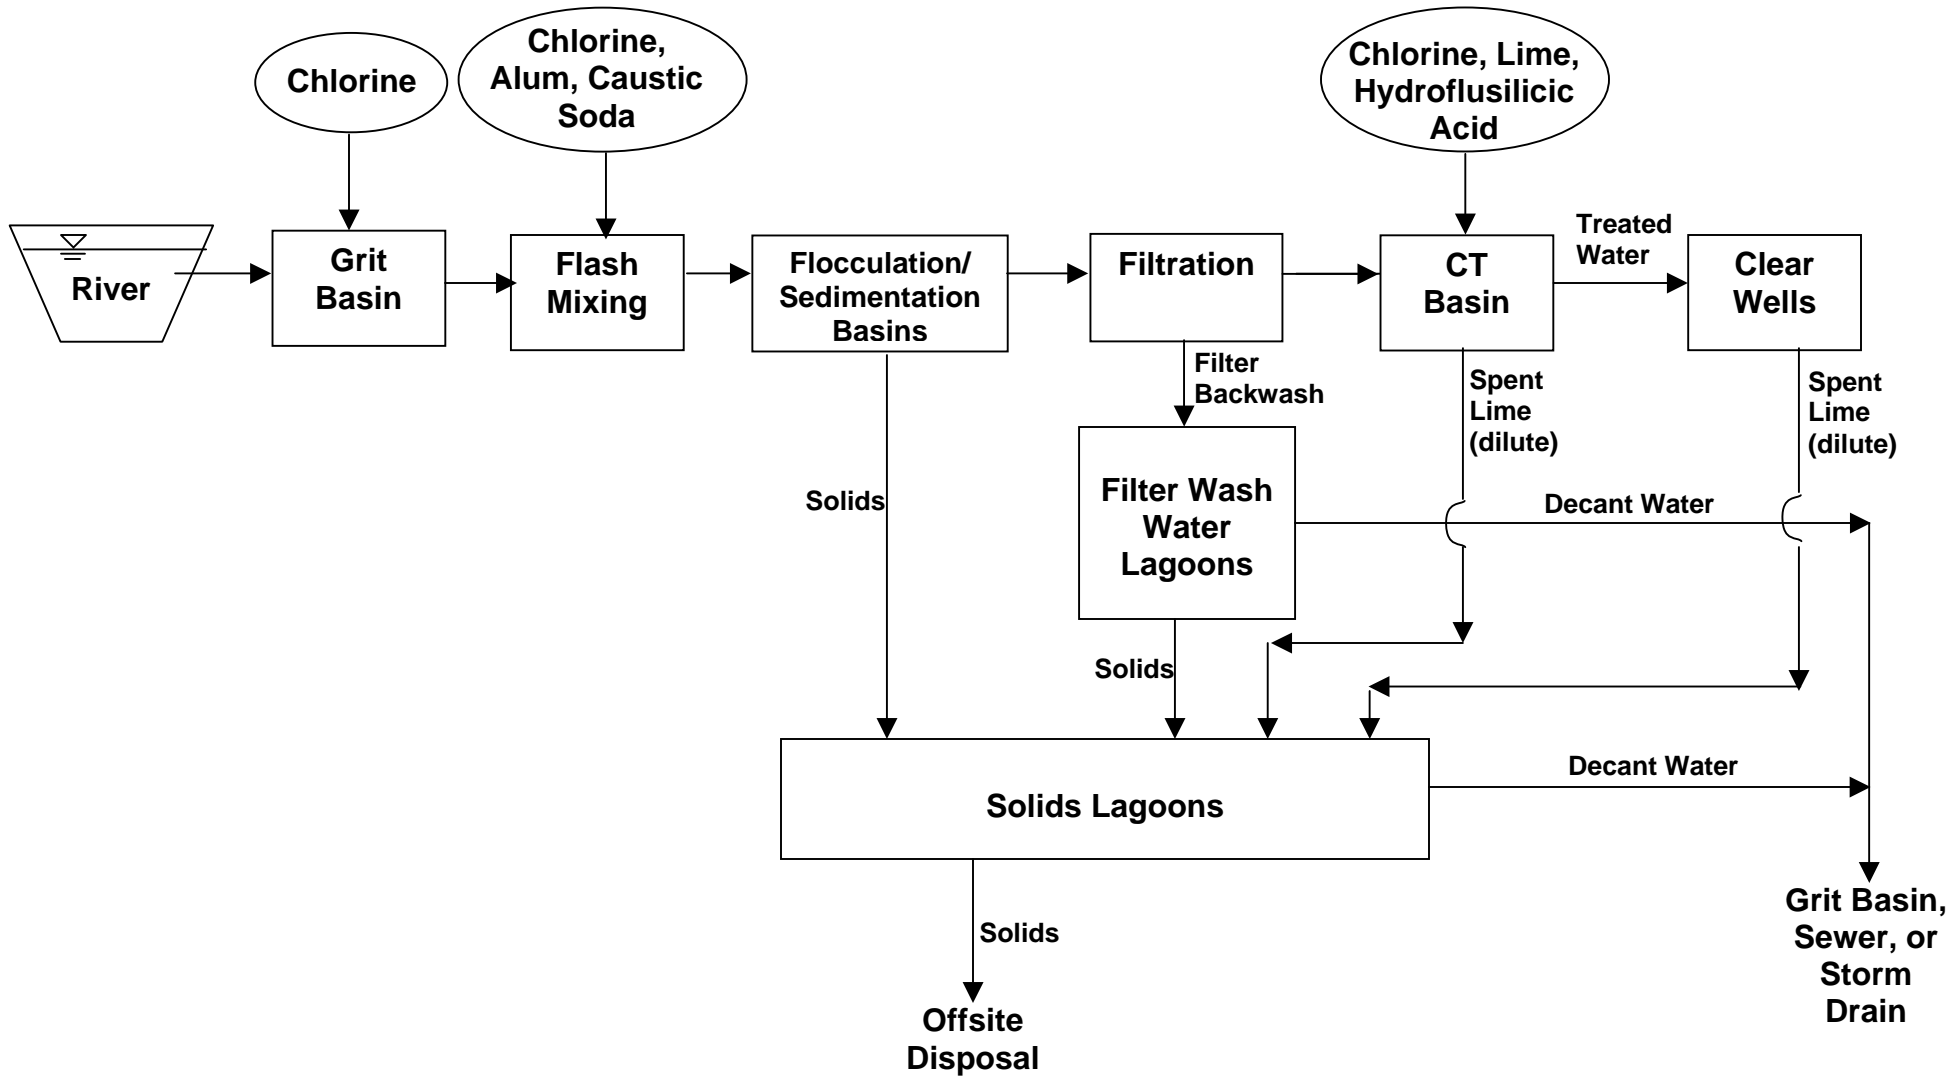 Chlorine
Chlorine,
Alum, Caustic
Soda
Chlorine, Lime,
Hydroflusilicic
Acid
River
Grit
Basin
Flash
Mixing
Flocculation/
Sedimentation
Basins
Filtration
CT
Basin
Treated
Water
Clear
Wells
Filter
Backwash
Spent
Lime
(dilute)
Spent
Lime
(dilute)
Solids
Filter Wash
Water
Lagoons
Decant Water
Solids
Solids Lagoons
Decant Water
Solids
Offsite
Disposal
Grit Basin,
Sewer, or
Storm
Drain